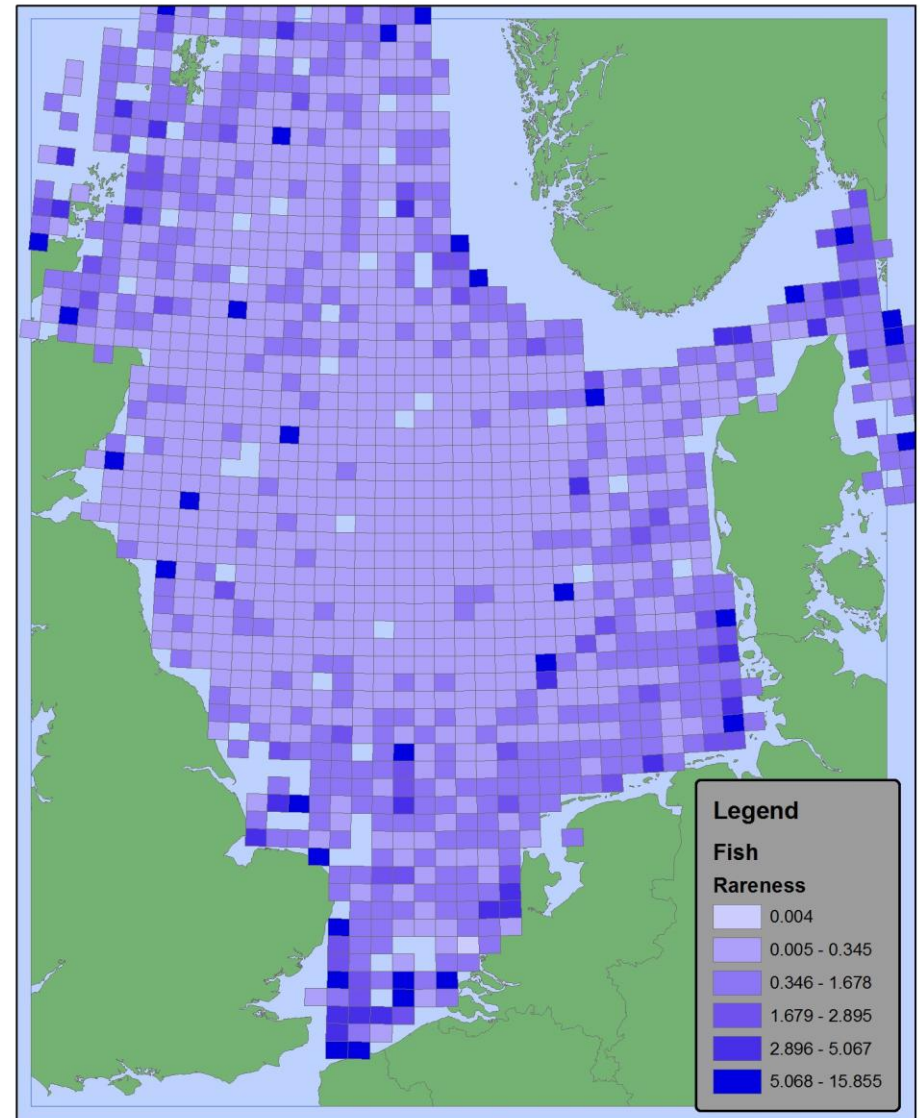 Legend
Fish
Rareness
0.004
0.005 - 0.345
0.346 - 1.678
1.679 - 2.895
2.896 - 5.067
5.068 - 15.855